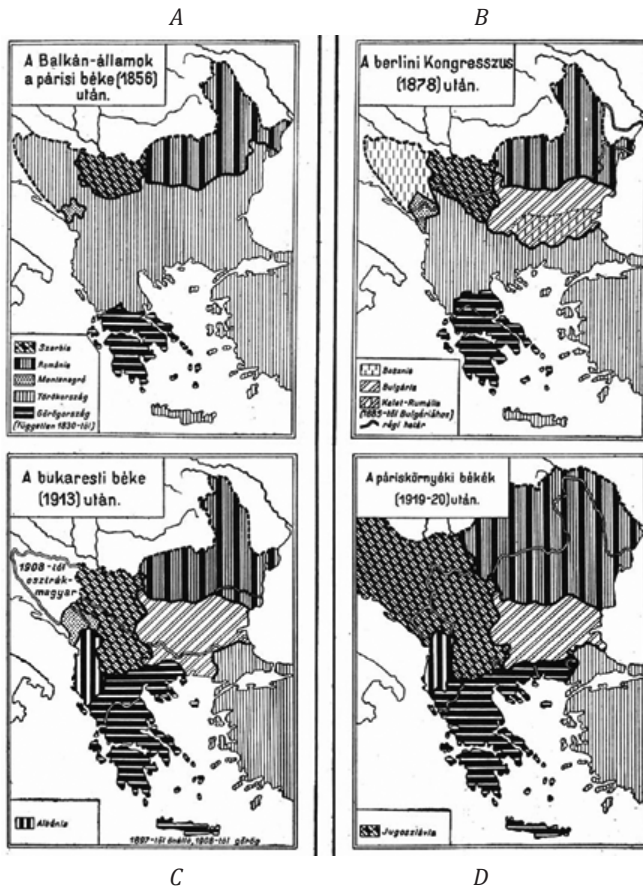 A
B
A Balkán-államok
a párisi béke (1856)
után.
Szerbia
Románia
Montenegró
Törökország
Görögország
(független 1830-tól)
A berlini Kongresszus
(1878) után.
Bosznia
Bulgária
Kelet-Rumélia
(1885-től Bulgáriához)
régi határ
A bukaresti béke
(1913) után.
1908-tól
osztrák-
magyar
Albánia
1897-től önálló, 1908-tól görög
A páriskörnyéki békék
(1919-20) után.
Jugoszlávia
C
D